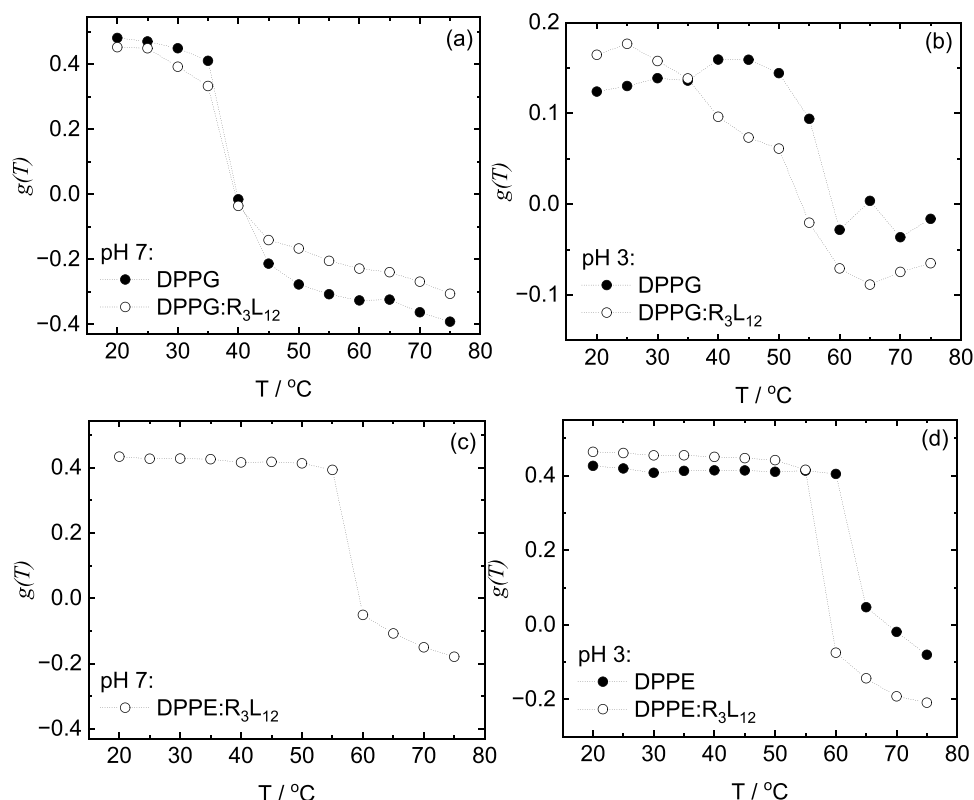 (a)
g(T)
0.4
0.2
0.0
−0.2
−0.4
pH 7:
DPPG
DPPG:R₃L₁₂
20 30 40 50 60 70 80
T / °C
(b)
g(T)
0.2
0.1
0.0
−0.1
pH 3:
DPPG
DPPG:R₃L₁₂
20 30 40 50 60 70 80
T / °C
(c)
g(T)
0.4
0.2
0.0
−0.2
−0.4
pH 7:
DPPE:R₃L₁₂
20 30 40 50 60 70 80
T / °C
(d)
g(T)
0.4
0.2
0.0
−0.2
pH 3:
DPPE
DPPE:R₃L₁₂
20 30 40 50 60 70 80
T / °C